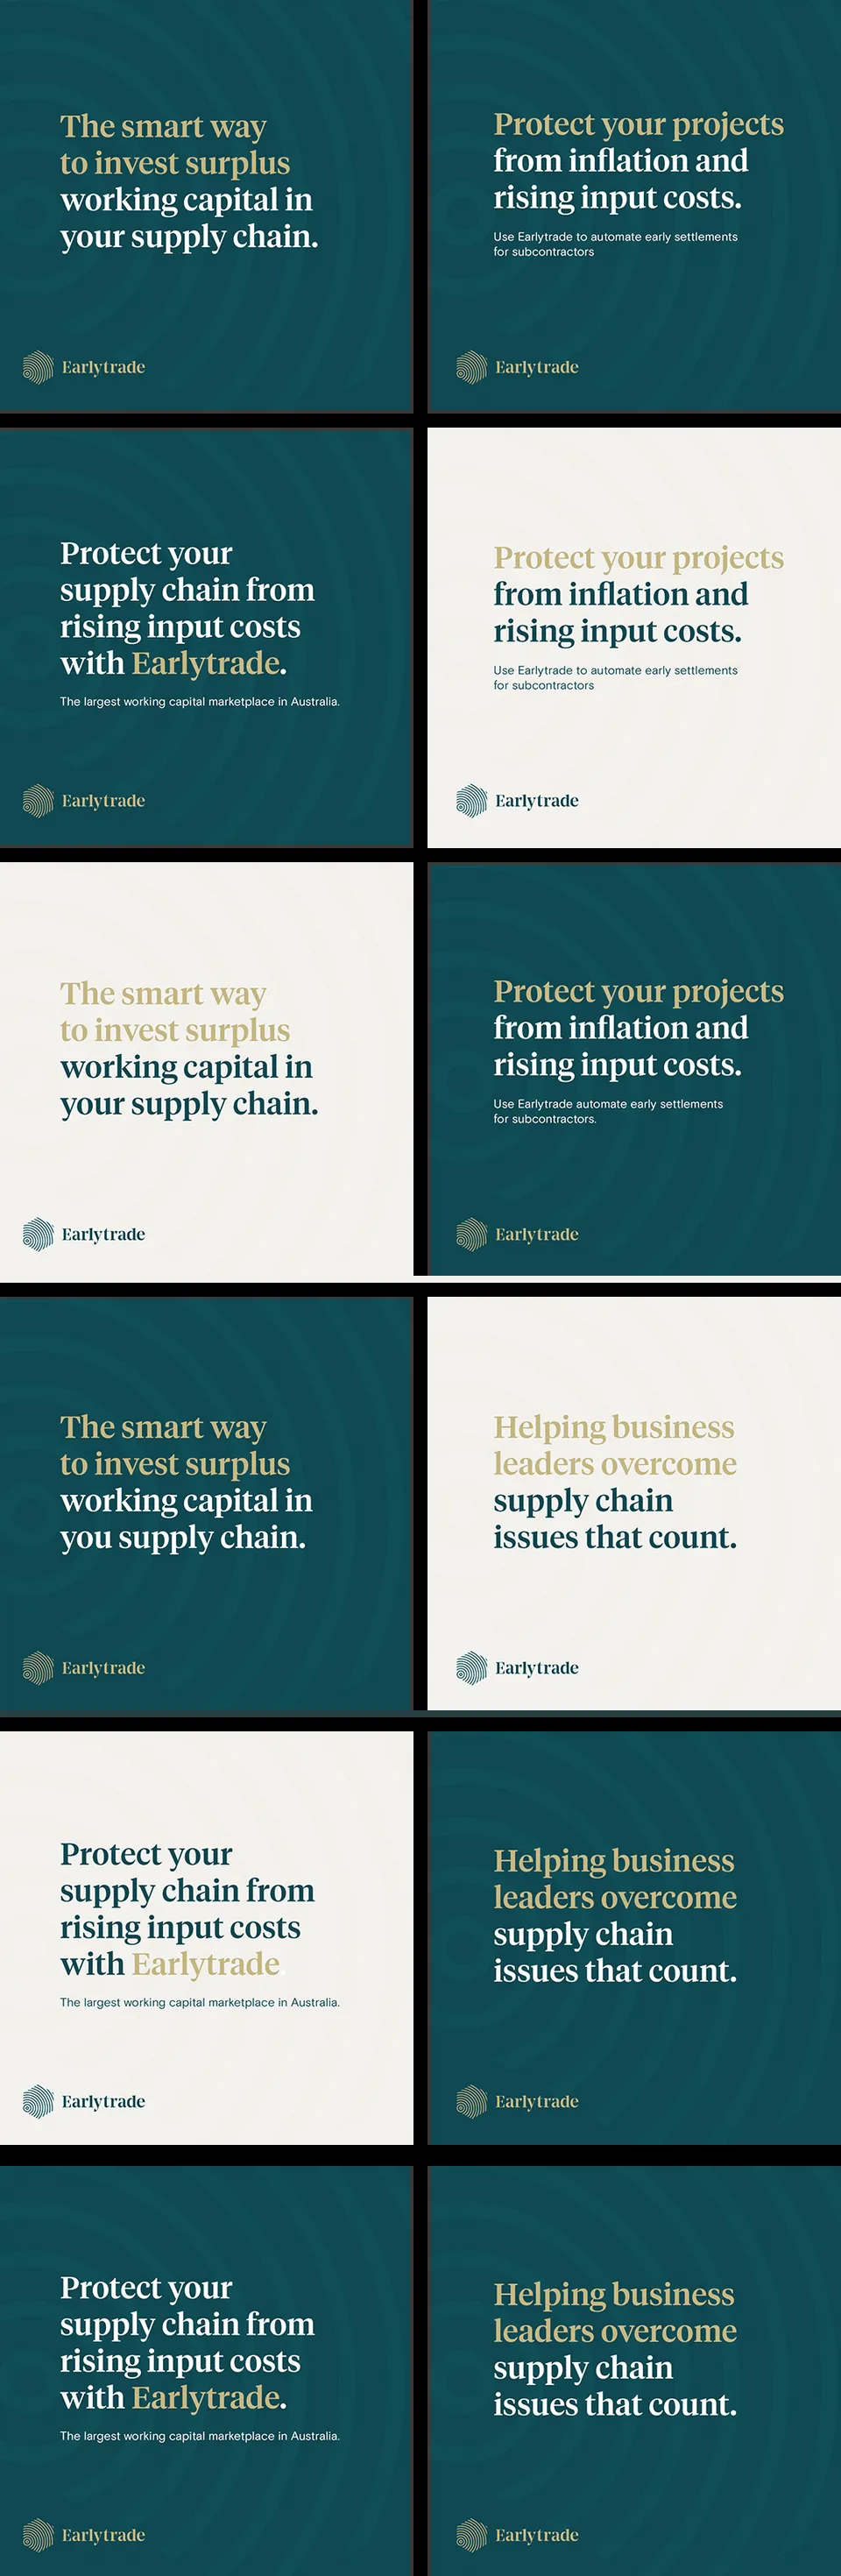 The smart way
to invest surplus
working capital in
your supply chain.
Earlytrade
Protect your projects
from inflation and
rising input costs.
Use Earlytrade to automate early settlements
for subcontractors
Earlytrade
Protect your
supply chain from
rising input costs
with Earlytrade.
The largest working capital marketplace in Australia.
Earlytrade
Protect your projects
from inflation and
rising input costs.
Use Earlytrade to automate early settlements
for subcontractors
Earlytrade
The smart way
to invest surplus
working capital in
your supply chain.
Earlytrade
Protect your projects
from inflation and
rising input costs.
Use Earlytrade automate early settlements
for subcontractors.
Earlytrade
The smart way
to invest surplus
working capital in
you supply chain.
Earlytrade
Helping business
leaders overcome
supply chain
issues that count.
Earlytrade
Protect your
supply chain from
rising input costs
with Earlytrade.
The largest working capital marketplace in Australia.
Earlytrade
Helping business
leaders overcome
supply chain
issues that count.
Earlytrade
Protect your
supply chain from
rising input costs
with Earlytrade.
The largest working capital marketplace in Australia.
Earlytrade
Helping business
leaders overcome
supply chain
issues that count.
Earlytrade